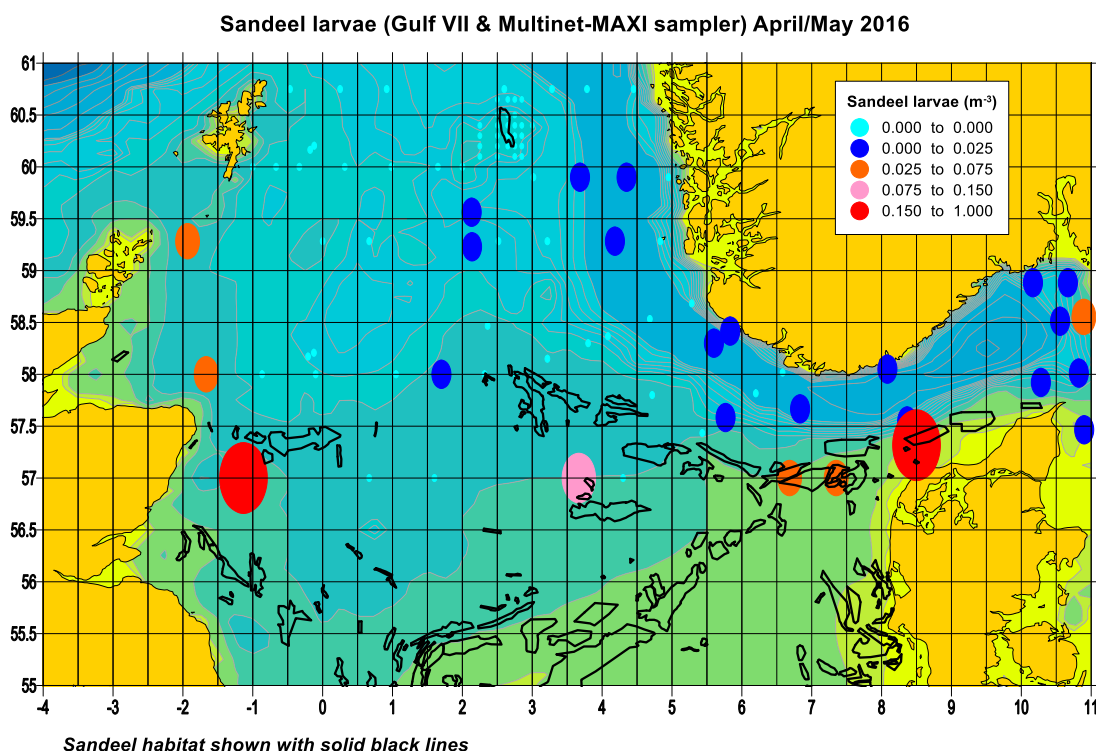 Sandeel larvae (Gulf VII & Multinet-MAXI sampler) April/May 2016
61
60.5
60
59.5
59
58.5
58
57.5
57
56.5
56
55.5
55
Sandeel larvae (m⁻³)
0.000 to 0.000
0.000 to 0.025
0.025 to 0.075
0.075 to 0.150
0.150 to 1.000
-4 -3 -2 -1 0 1 2 3 4 5 6 7 8 9 10 11
Sandeel habitat shown with solid black lines